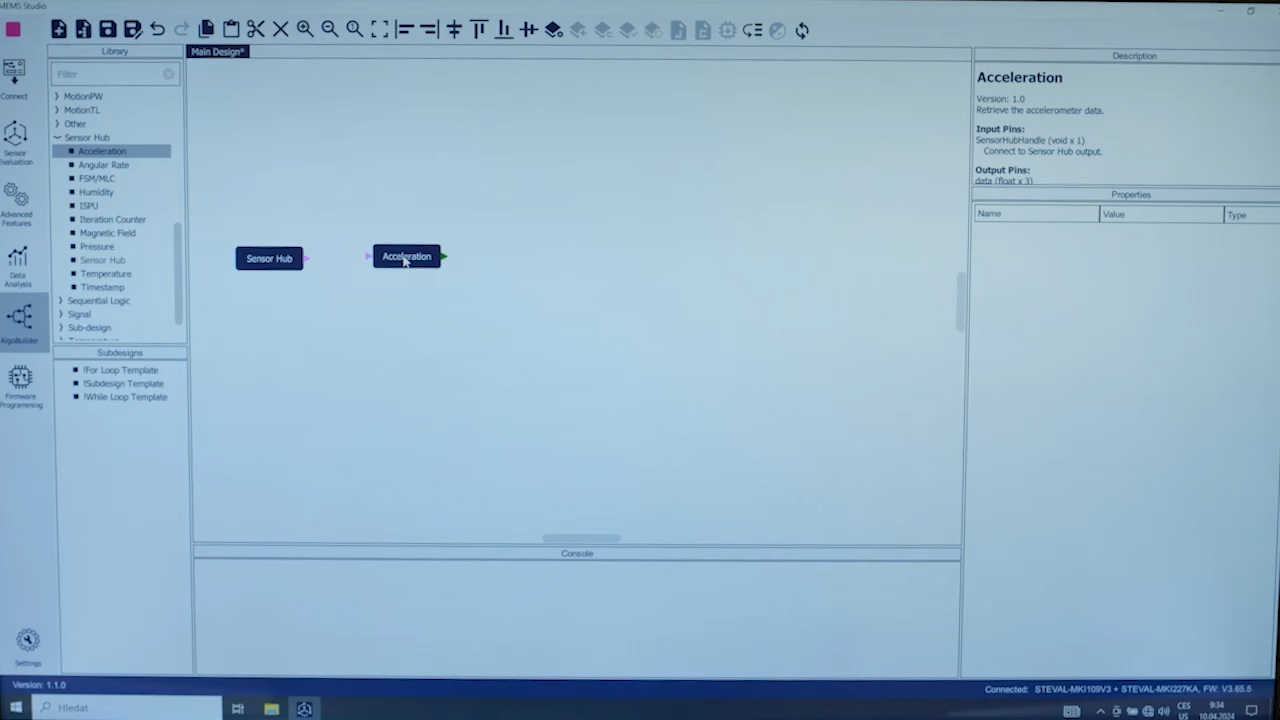 MEMS Studio
Library
Main Design*
Description
Connect
Sensor
Evaluation
Advanced
Features
Data
Analysis
AlgoBuilder
Firmware
Programming
Settings
Filter
MotionPW
MotionTL
Other
Sensor Hub
Acceleration
Angular Rate
FSM/MLC
Humidity
ISPU
Iteration Counter
Magnetic Field
Pressure
Sensor Hub
Temperature
Timestamp
Sequential Logic
Signal
Sub-design
Subdesigns
!For Loop Template
!Subdesign Template
!While Loop Template
Sensor Hub
Acceleration
Console
Acceleration
Version: 1.0
Retrieve the accelerometer data.
Input Pins:
SensorHubHandle (void x 1)
Connect to Sensor Hub output.
Output Pins:
data (float x 3)
Properties
Name Value Type
Version: 1.1.0
Connected: STEVAL-MKI109V3 + STEVAL-MKI227KA, FW: V3.65.5
Hledat
CES
US
9:34
10.04.2024